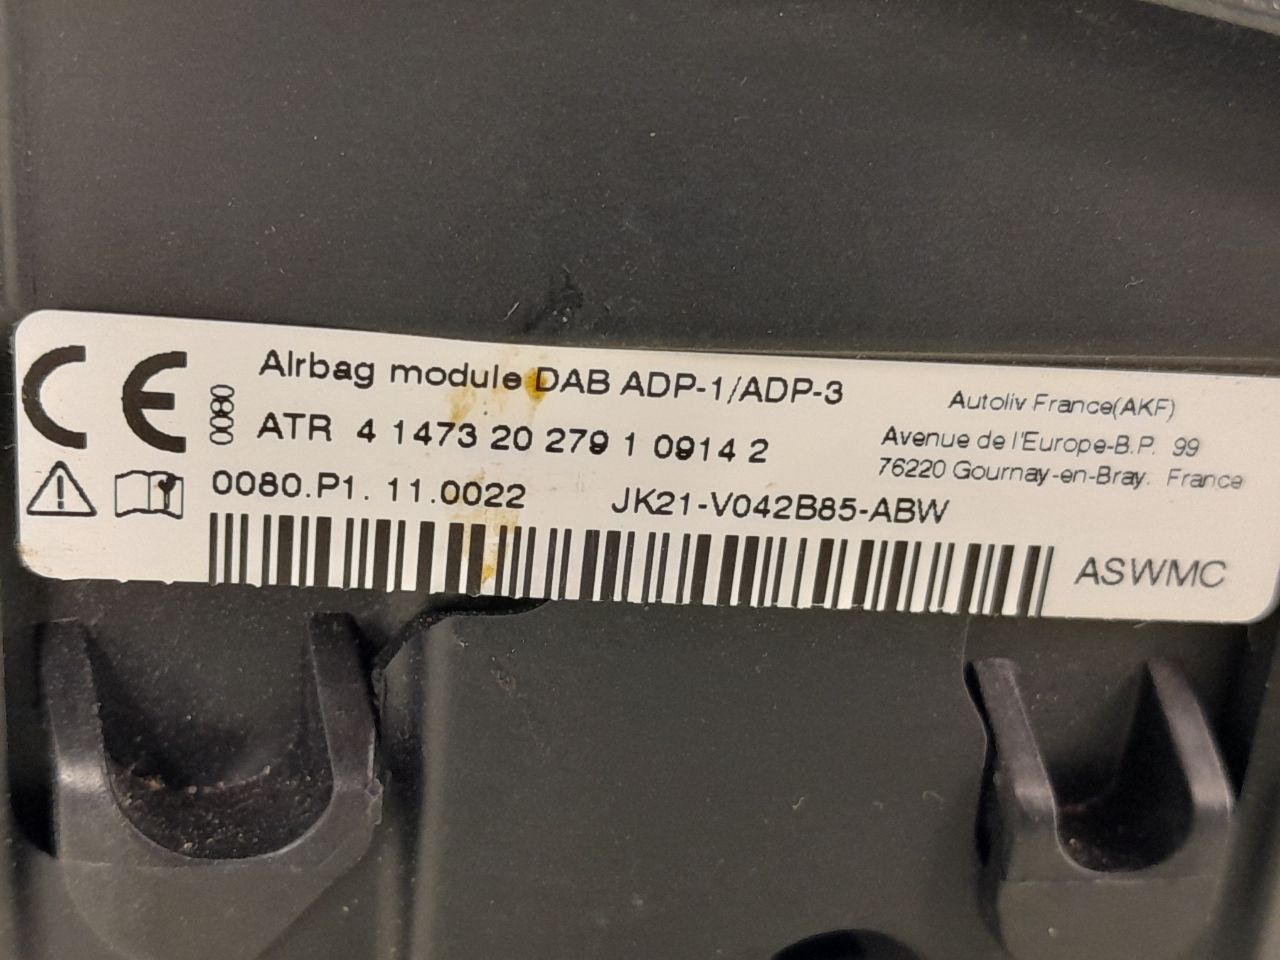 CE 0080
Airbag module DAB ADP-1/ADP-3
ATR 4 1473 20 279 1 0914 2
0080.P1. 11.0022 JK21-V042B85-ABW
Autoliv France(AKF)
Avenue de l'Europe-B.P. 99
76220 Gournay-en-Bray. France
ASWMC